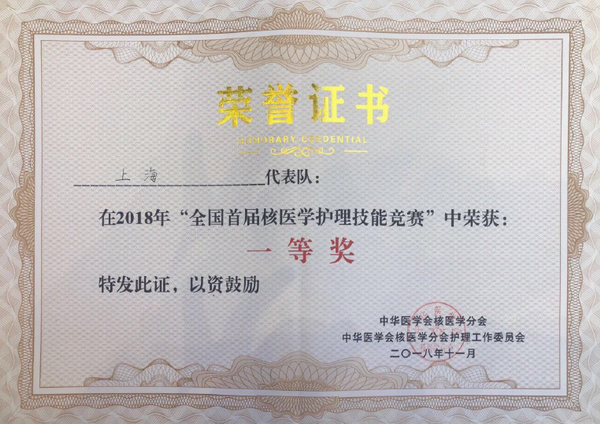 荣誉证书
HONORARY CREDENTIAL
上海代表队：
在2018年“全国首届核医学护理技能竞赛”中荣获：
一等奖
特发此证，以资鼓励
中华医学会核医学分会
中华医学会核医学分会护理工作委员会
二〇一八年十一月